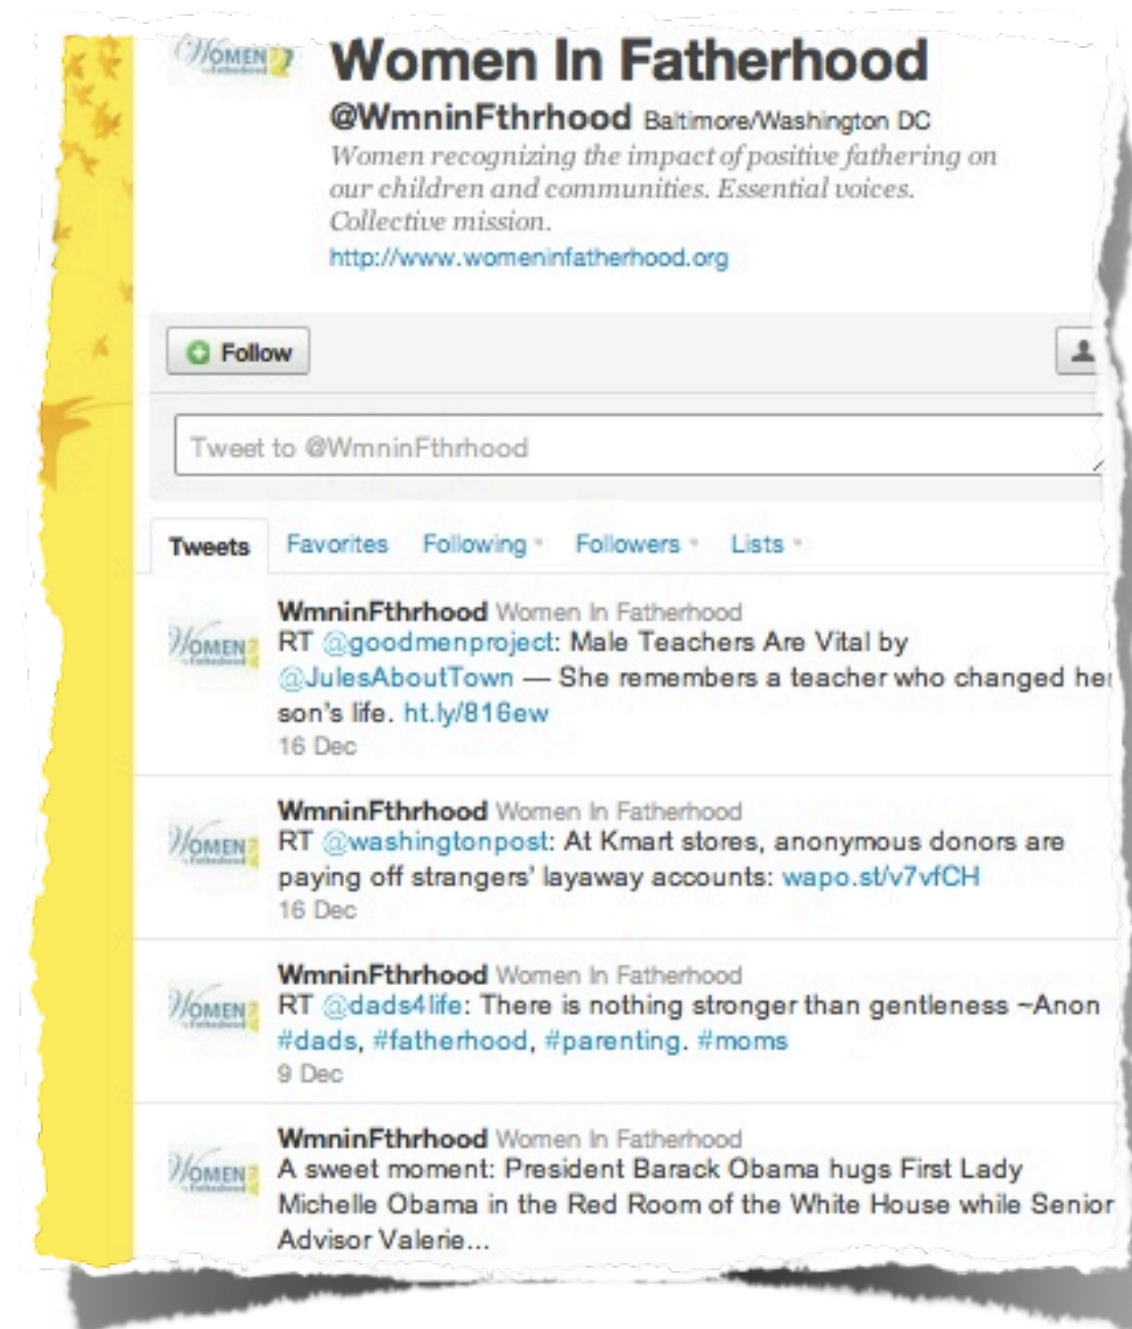 WOMEN
Women In Fatherhood
@WmninFthrhood Baltimore/Washington DC
Women recognizing the impact of positive fathering on
our children and communities. Essential voices.
Collective mission.
http://www.womeninfatherhood.org
Follow
Tweet to @WmninFthrhood
Tweets Favorites Following Followers Lists
WmninFthrhood Women In Fatherhood
WOMEN
RT @goodmenproject: Male Teachers Are Vital by
@JulesAboutTown — She remembers a teacher who changed her
son's life. ht.ly/816ew
16 Dec
WmninFthrhood Women In Fatherhood
WOMEN
RT @washingtonpost: At Kmart stores, anonymous donors are
paying off strangers' layaway accounts: wapo.st/v7vfCH
16 Dec
WmninFthrhood Women In Fatherhood
WOMEN
RT @dads4life: There is nothing stronger than gentleness ~Anon
#dads, #fatherhood, #parenting. #moms
9 Dec
WmninFthrhood Women In Fatherhood
WOMEN
A sweet moment: President Barack Obama hugs First Lady
Michelle Obama in the Red Room of the White House while Senior
Advisor Valerie...